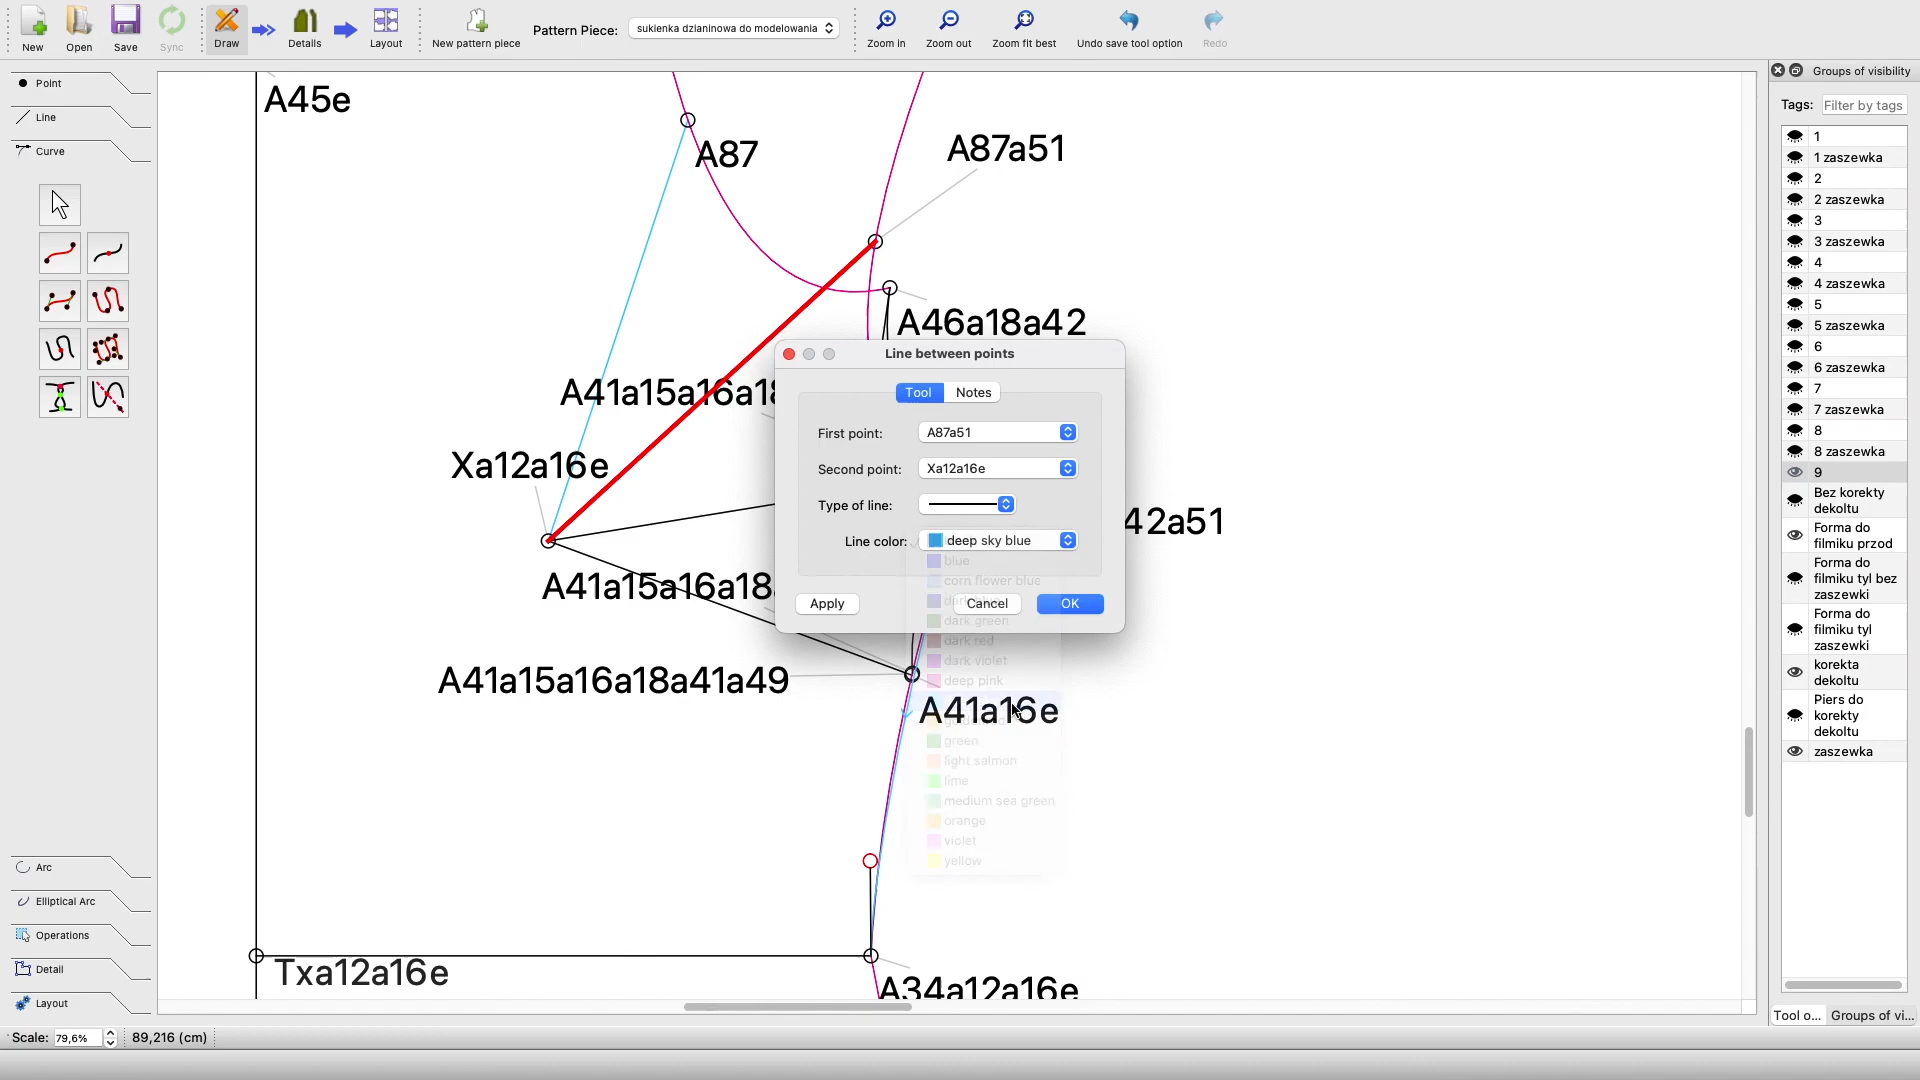 New
Open
Save
Sync
Draw
Details
Layout
New pattern piece
Pattern Piece:
sukienka dzianinowa do modelowania
Zoom in
Zoom out
Zoom fit best
Undo save tool option
Redo
Point
Line
Curve
Arc
Elliptical Arc
Operations
Detail
Layout
A45e
A87
A87a51
A46a18a42
A41a15a16a18
Xa12a16e
42a51
A41a15a16a18a
A41a15a16a18a41a49
A41a16e
Txa12a16e
A34a12a16e
Line between points
Tool
Notes
First point:
A87a51
Second point:
Xa12a16e
Type of line:
Line color:
deep sky blue
blue
corn flower blue
dark blue
Apply
Cancel
OK
dark green
dark red
dark violet
deep pink
green
light salmon
lime
medium sea green
orange
violet
yellow
Groups of visibility
Tags:
Filter by tags
1
1 zaszewka
2
2 zaszewka
3
3 zaszewka
4
4 zaszewka
5
5 zaszewka
6
6 zaszewka
7
7 zaszewka
8
8 zaszewka
9
Bez korekty
dekoltu
Forma do
filmiku przod
Forma do
filmiku tyl bez
zaszewki
Forma do
filmiku tyl
zaszewki
korekta
dekoltu
Piers do
korekty
dekoltu
zaszewka
Tool o...
Groups of vi...
Scale:
79,6%
89,216 (cm)